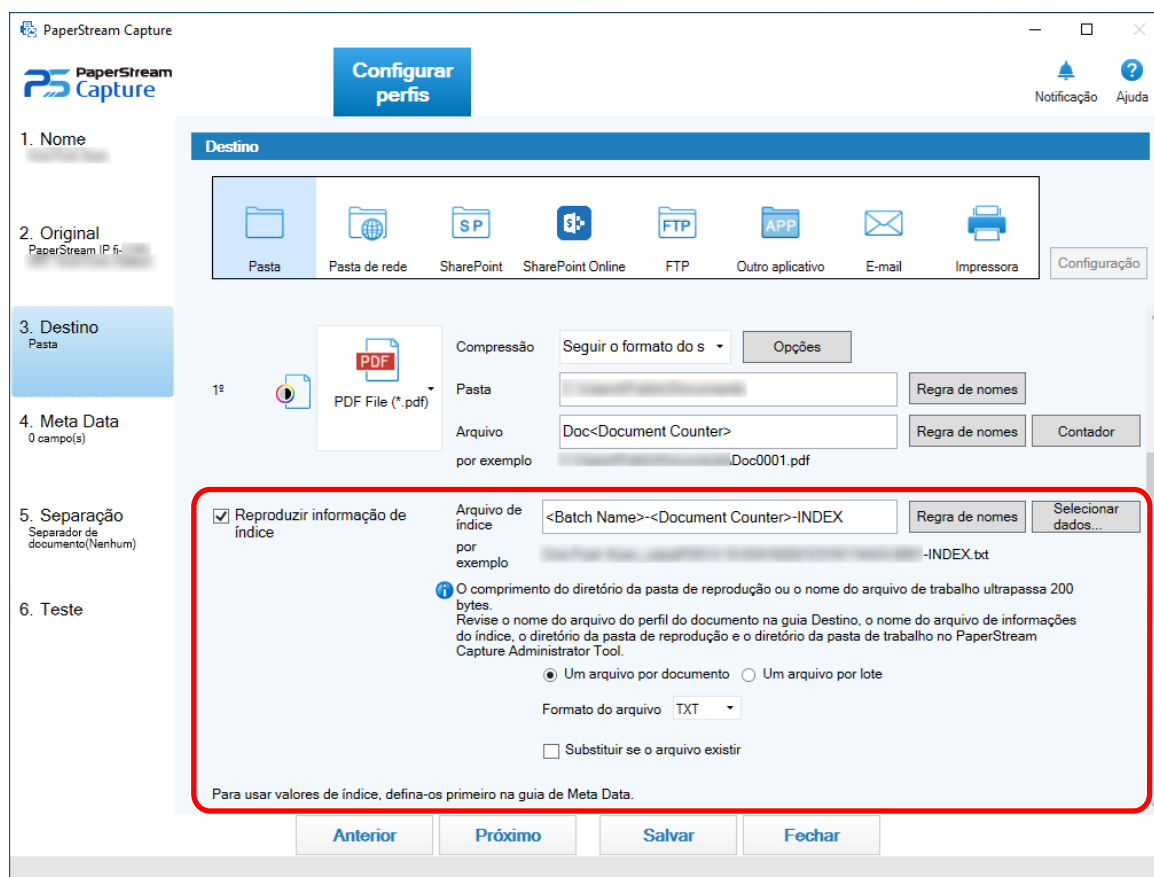 PaperStream Capture
PaperStream
Capture
Configurar
perfis
Notificação
Ajuda
1. Nome
2. Original
PaperStream IP fi-
3. Destino
Pasta
4. Meta Data
0 campo(s)
5. Separação
Separador de
documento(Nenhum)
6. Teste
Destino
Pasta
Pasta de rede
SP
SharePoint
SharePoint Online
FTP
FTP
APP
Outro aplicativo
E-mail
Impressora
Configuração
1º
PDF
PDF File (*.pdf)
Compressão
Seguir o formato do s
Opções
Pasta
Regra de nomes
Arquivo
Doc<Document Counter>
Regra de nomes
Contador
por exemplo
\Doc0001.pdf
Reproduzir informação de
índice
Arquivo de
índice
<Batch Name>-<Document Counter>-INDEX
Regra de nomes
Selecionar
dados...
por
exemplo
-INDEX.txt
O comprimento do diretório da pasta de reprodução ou o nome do arquivo de trabalho ultrapassa 200
bytes.
Revise o nome do arquivo do perfil do documento na guia Destino, o nome do arquivo de informações
do índice, o diretório da pasta de reprodução e o diretório da pasta de trabalho no PaperStream
Capture Administrator Tool.
Um arquivo por documento
Um arquivo por lote
Formato do arquivo
TXT
Substituir se o arquivo existir
Para usar valores de índice, defina-os primeiro na guia de Meta Data.
Anterior
Próximo
Salvar
Fechar